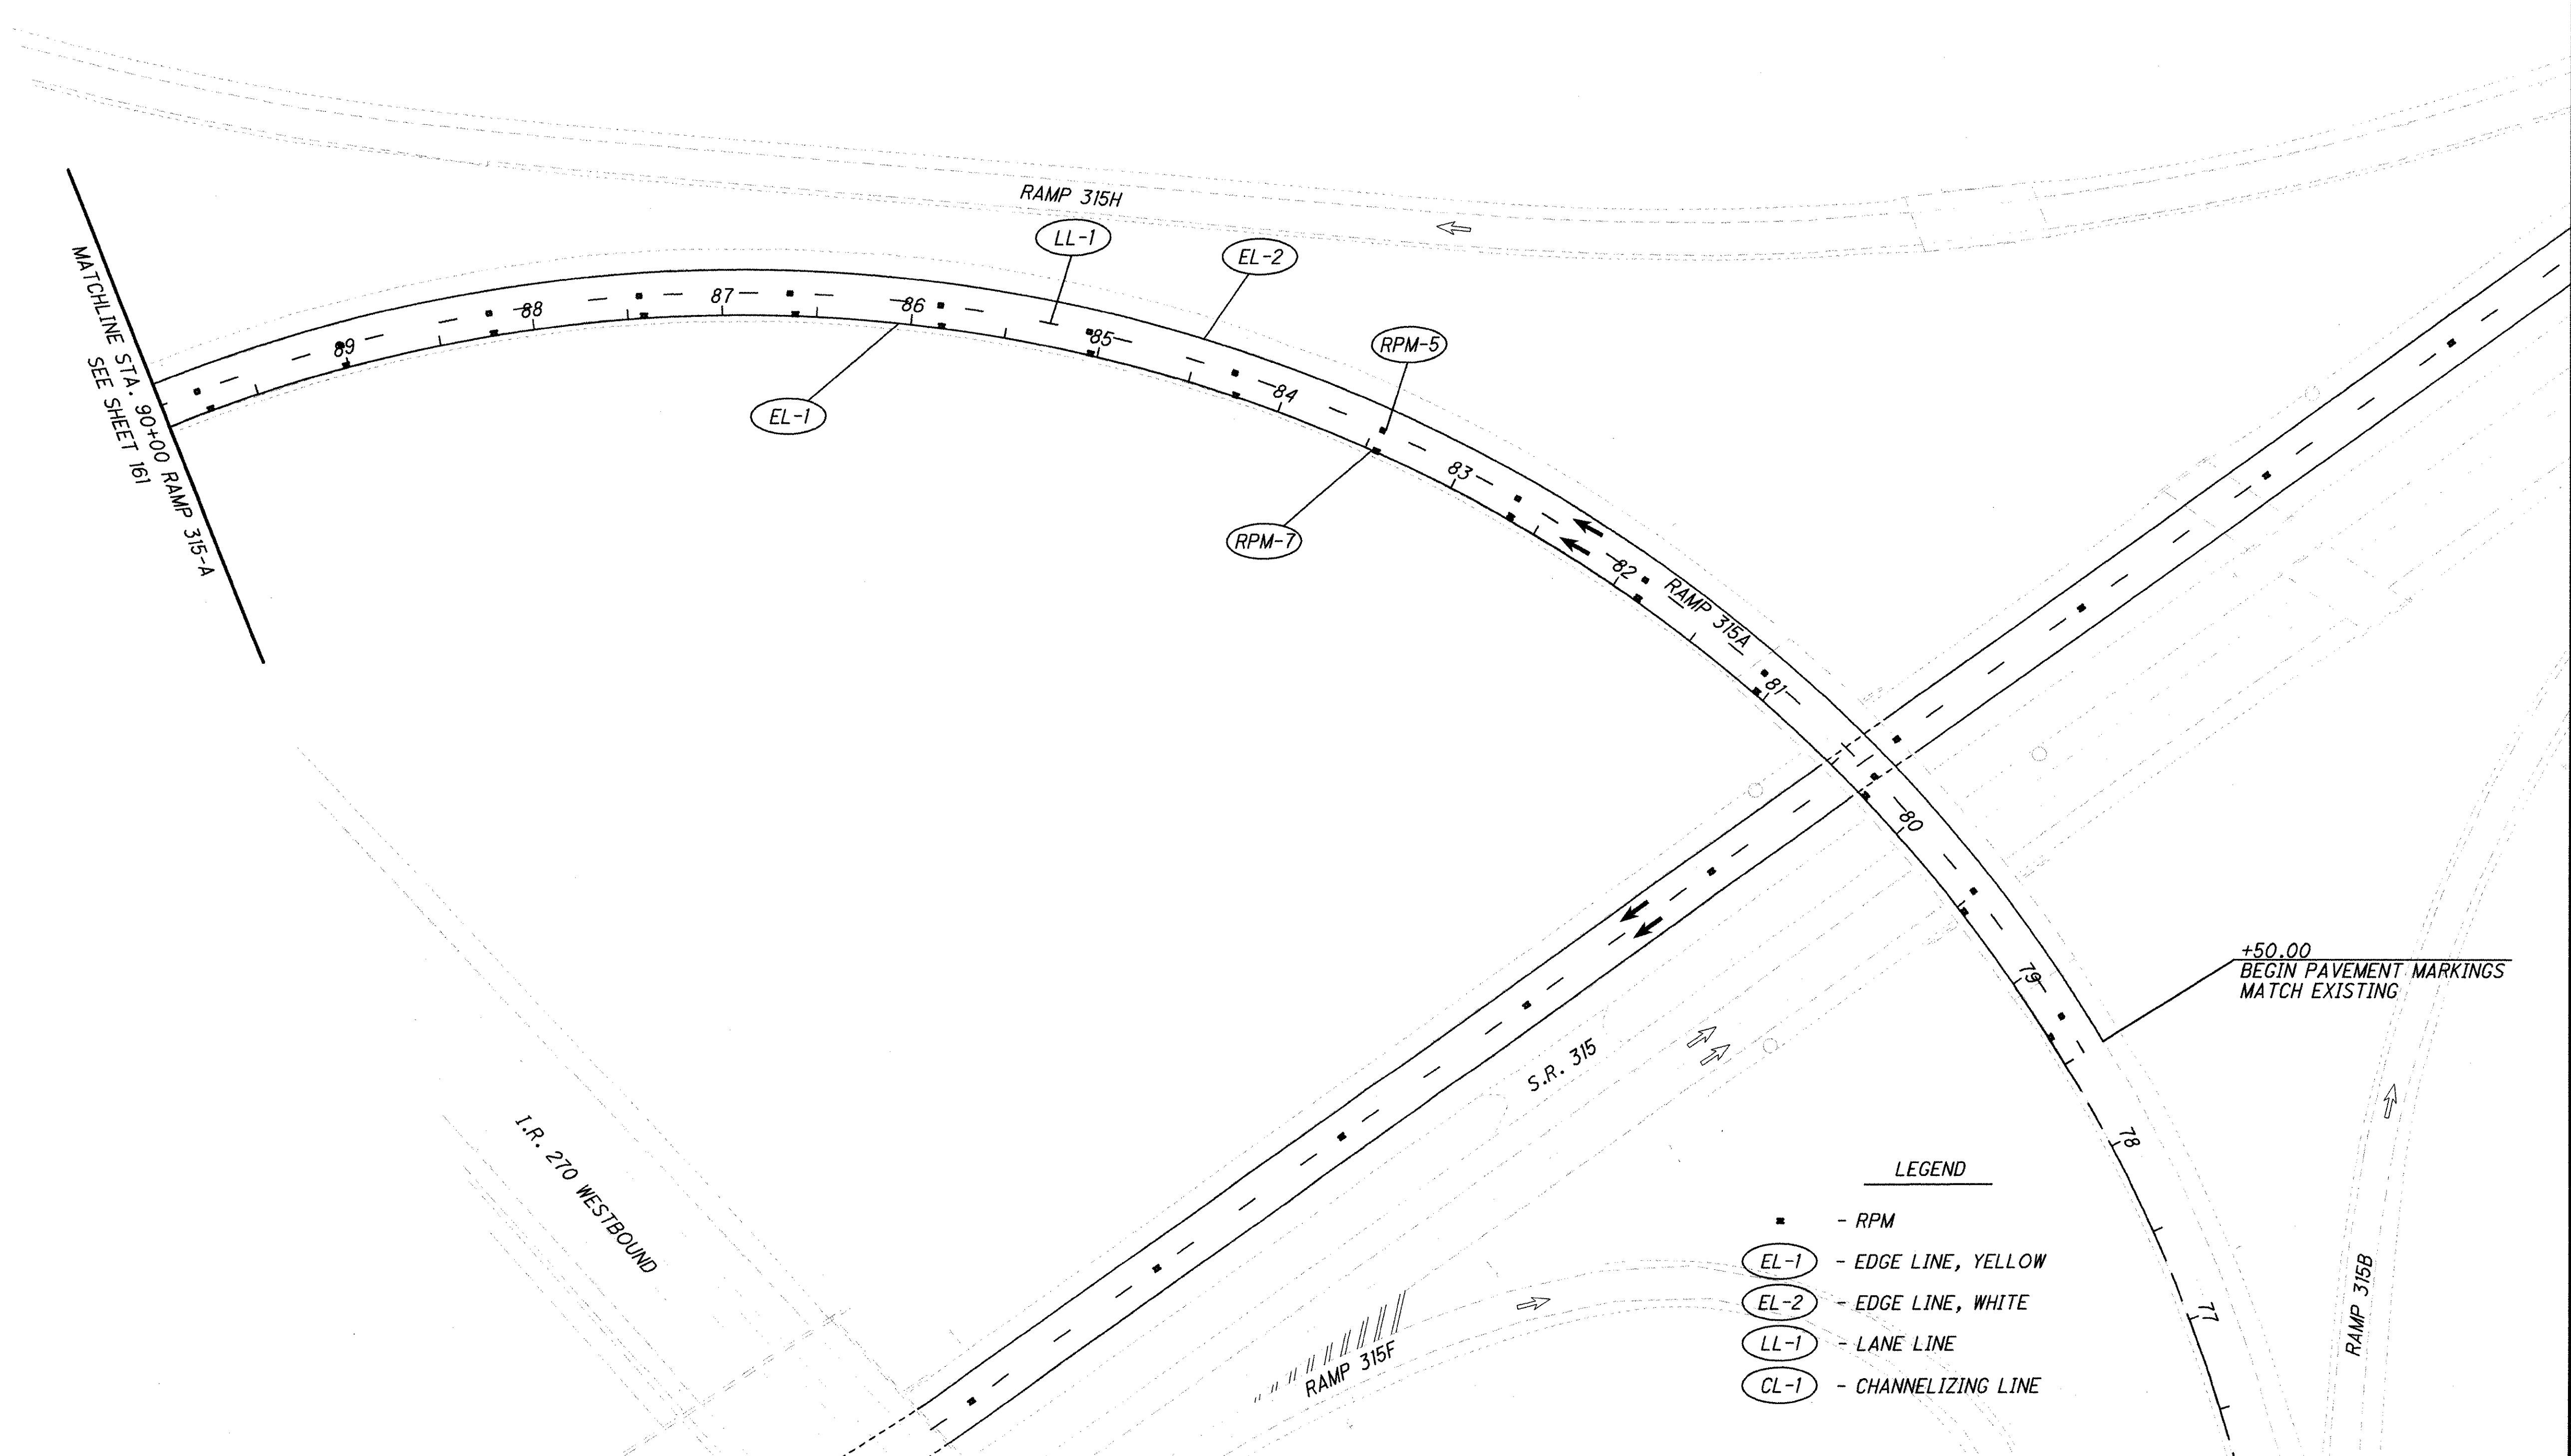 RAMP 315H
LL-1
EL-2
MATCHLINE STA. 90+00 RAMP 315-A
SEE SHEET 161
89
88
87
86
85
84
83
82
81
80
79
78
77
EL-1
RPM-5
RPM-7
RAMP 315A
+50.00
BEGIN PAVEMENT MARKINGS
MATCH EXISTING
S.R. 315
I.R. 270 WESTBOUND
RAMP 315F
RAMP 315B
LEGEND
- RPM
EL-1 - EDGE LINE, YELLOW
EL-2 - EDGE LINE, WHITE
LL-1 - LANE LINE
CL-1 - CHANNELIZING LINE